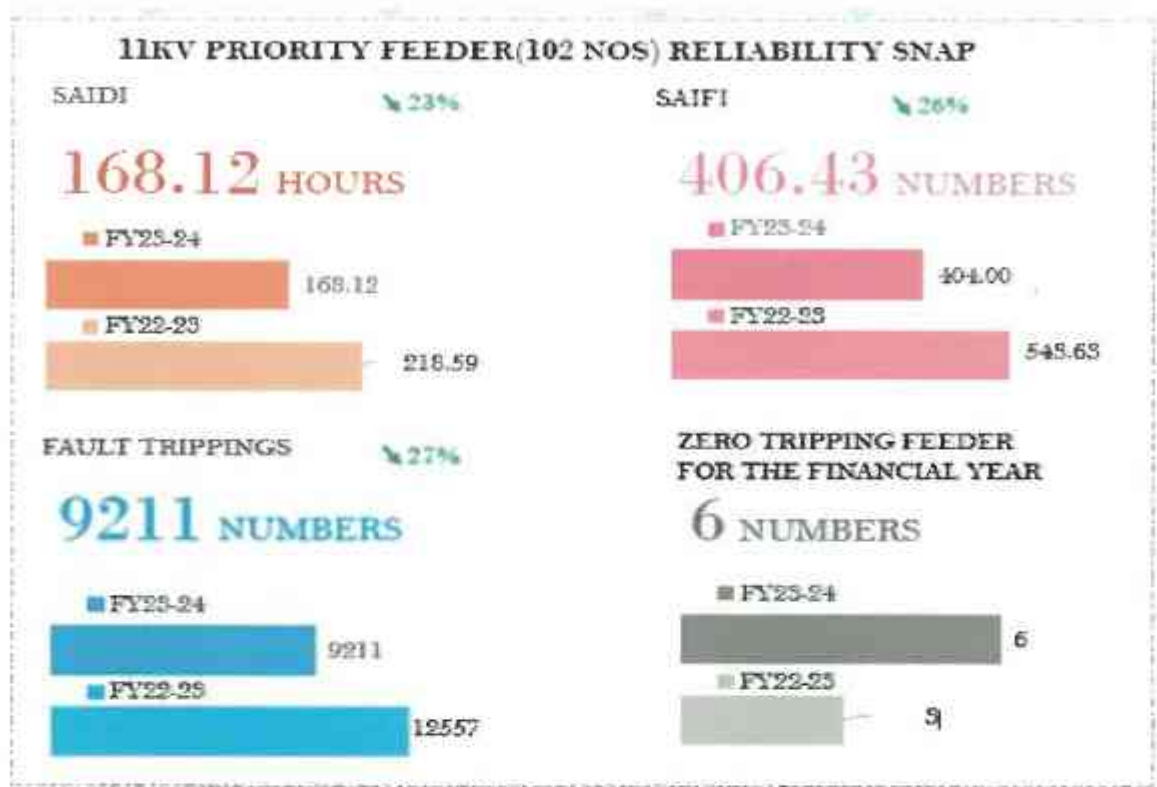 11KV PRIORITY FEEDER(102 NOS) RELIABILITY SNAP
SAIDI
23%
168.12 HOURS
FY23-24
168.12
FY22-23
218.59
SAIFI
26%
406.43 NUMBERS
FY23-24
404.00
FY22-23
543.63
FAULT TRIPPINGS
27%
9211 NUMBERS
FY23-24
9211
FY22-23
12557
ZERO TRIPPING FEEDER
FOR THE FINANCIAL YEAR
6 NUMBERS
FY23-24
6
FY22-23
3